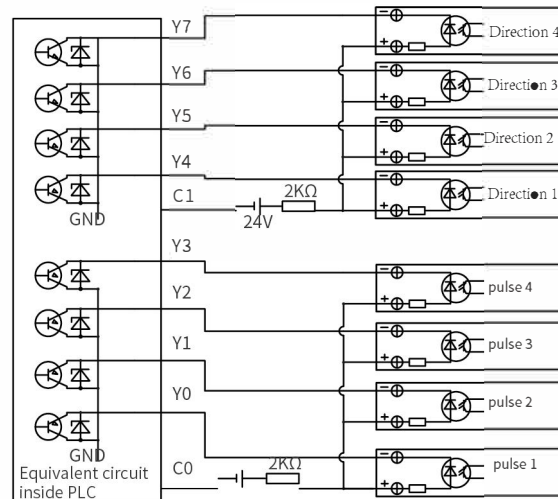 Y7
Direction 4
Y6
Direction 3
Y5
Direction 2
Y4
Direction 1
C1
2KΩ
GND
24V
Y3
pulse 4
Y2
pulse 3
Y1
pulse 2
Y0
GND
C0
2KΩ
pulse 1
Equivalent circuit
inside PLC